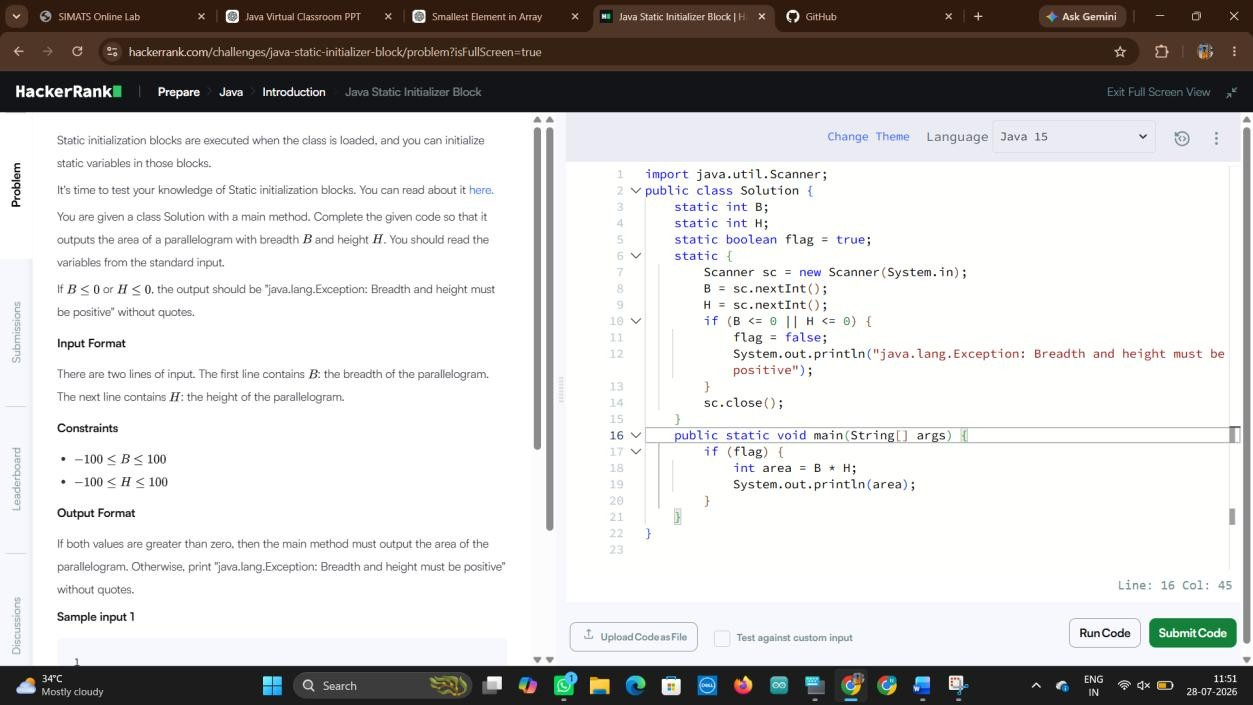 SIMATS Online Lab
Java Virtual Classroom PPT
Smallest Element in Array
Java Static Initializer Block | Ha
GitHub
Ask Gemini
hackerrank.com/challenges/java-static-initializer-block/problem?isFullScreen=true
HackerRank
Prepare
Java
Introduction
Java Static Initializer Block
Exit Full Screen View
Problem
Submissions
Leaderboard
Discussions
Static initialization blocks are executed when the class is loaded, and you can initialize
static variables in those blocks.
It's time to test your knowledge of Static initialization blocks. You can read about it here.
You are given a class Solution with a main method. Complete the given code so that it
outputs the area of a parallelogram with breadth B and height H. You should read the
variables from the standard input.
If B ≤ 0 or H ≤ 0, the output should be "java.lang.Exception: Breadth and height must
be positive" without quotes.
Input Format
There are two lines of input. The first line contains B: the breadth of the parallelogram.
The next line contains H: the height of the parallelogram.
Constraints
• −100 ≤ B ≤ 100
• −100 ≤ H ≤ 100
Output Format
If both values are greater than zero, then the main method must output the area of the
parallelogram. Otherwise, print "java.lang.Exception: Breadth and height must be positive"
without quotes.
Sample input 1
1
Change Theme Language Java 15
1 import java.util.Scanner;
2 public class Solution {
3 static int B;
4 static int H;
5 static boolean flag = true;
6 static {
7 Scanner sc = new Scanner(System.in);
8 B = sc.nextInt();
9 H = sc.nextInt();
10 if (B <= 0 || H <= 0) {
11 flag = false;
12 System.out.println("java.lang.Exception: Breadth and height must be
positive");
13 }
14 sc.close();
15 }
16 public static void main(String[] args) {
17 if (flag) {
18 int area = B * H;
19 System.out.println(area);
20 }
21 }
22 }
23
Line: 16 Col: 45
Upload Code as File
Test against custom input
Run Code
Submit Code
34°C
Mostly cloudy
Search
DELL
1
ENG
IN
11:51
28-07-2026